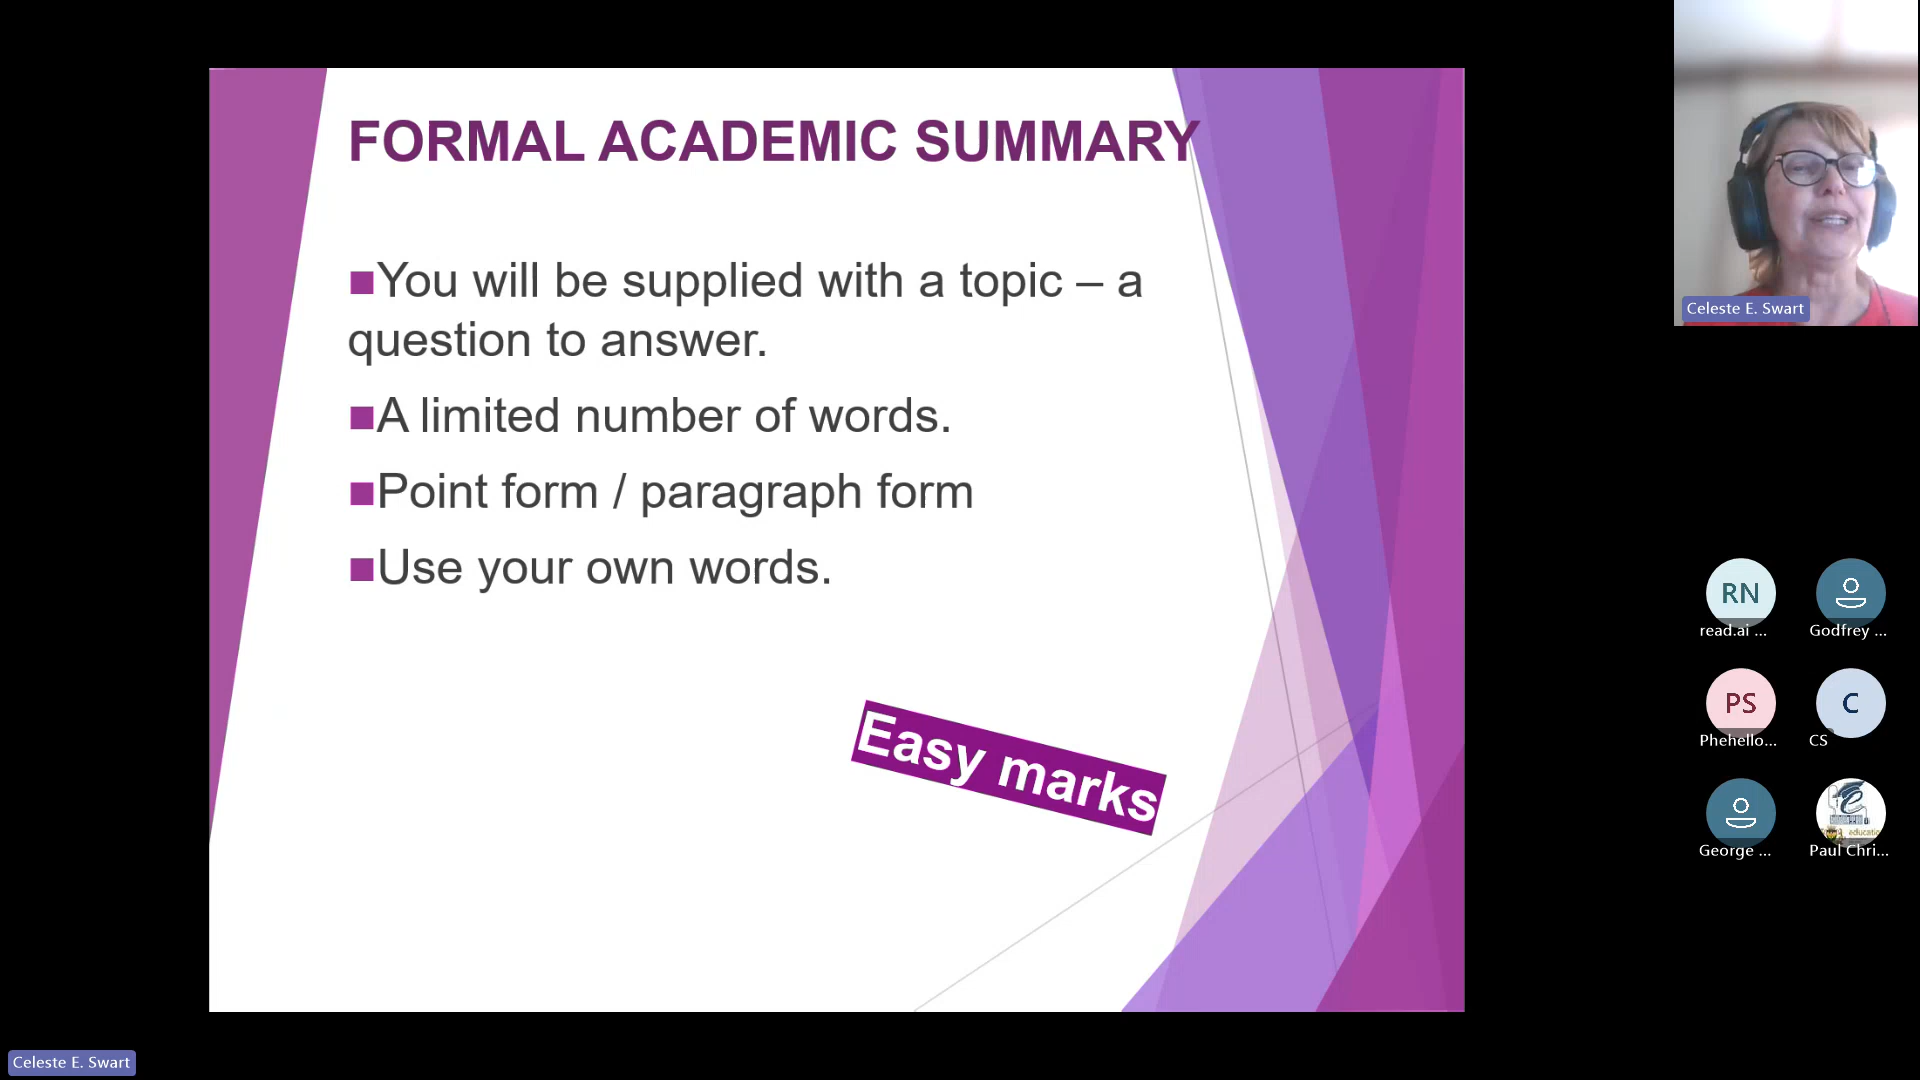 FORMAL ACADEMIC SUMMARY
■You will be supplied with a topic – a
question to answer.
■A limited number of words.
■Point form / paragraph form
■Use your own words.
Easy marks
Celeste E. Swart
RN
read.ai ...
Godfrey ...
PS
Phehello...
C
CS
George ...
Paul Chri...
Celeste E. Swart